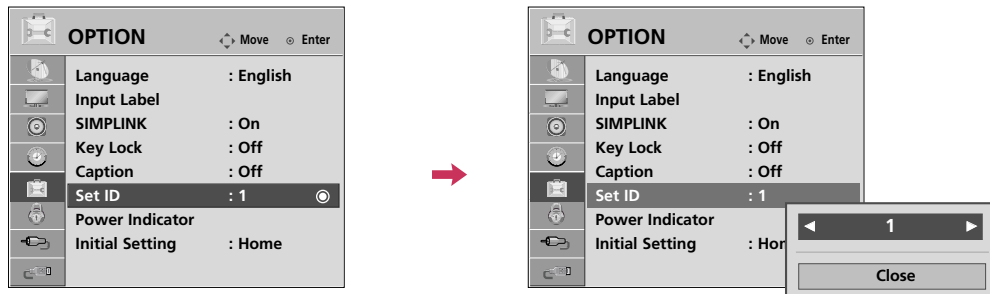 OPTION Move Enter
Language : English
Input Label
SIMPLINK : On
Key Lock : Off
Caption : Off
Set ID : 1
Power Indicator
Initial Setting : Home
OPTION Move Enter
Language : English
Input Label
SIMPLINK : On
Key Lock : Off
Caption : Off
Set ID : 1
Power Indicator
Initial Setting : Hor
◄ 1 ►
Close